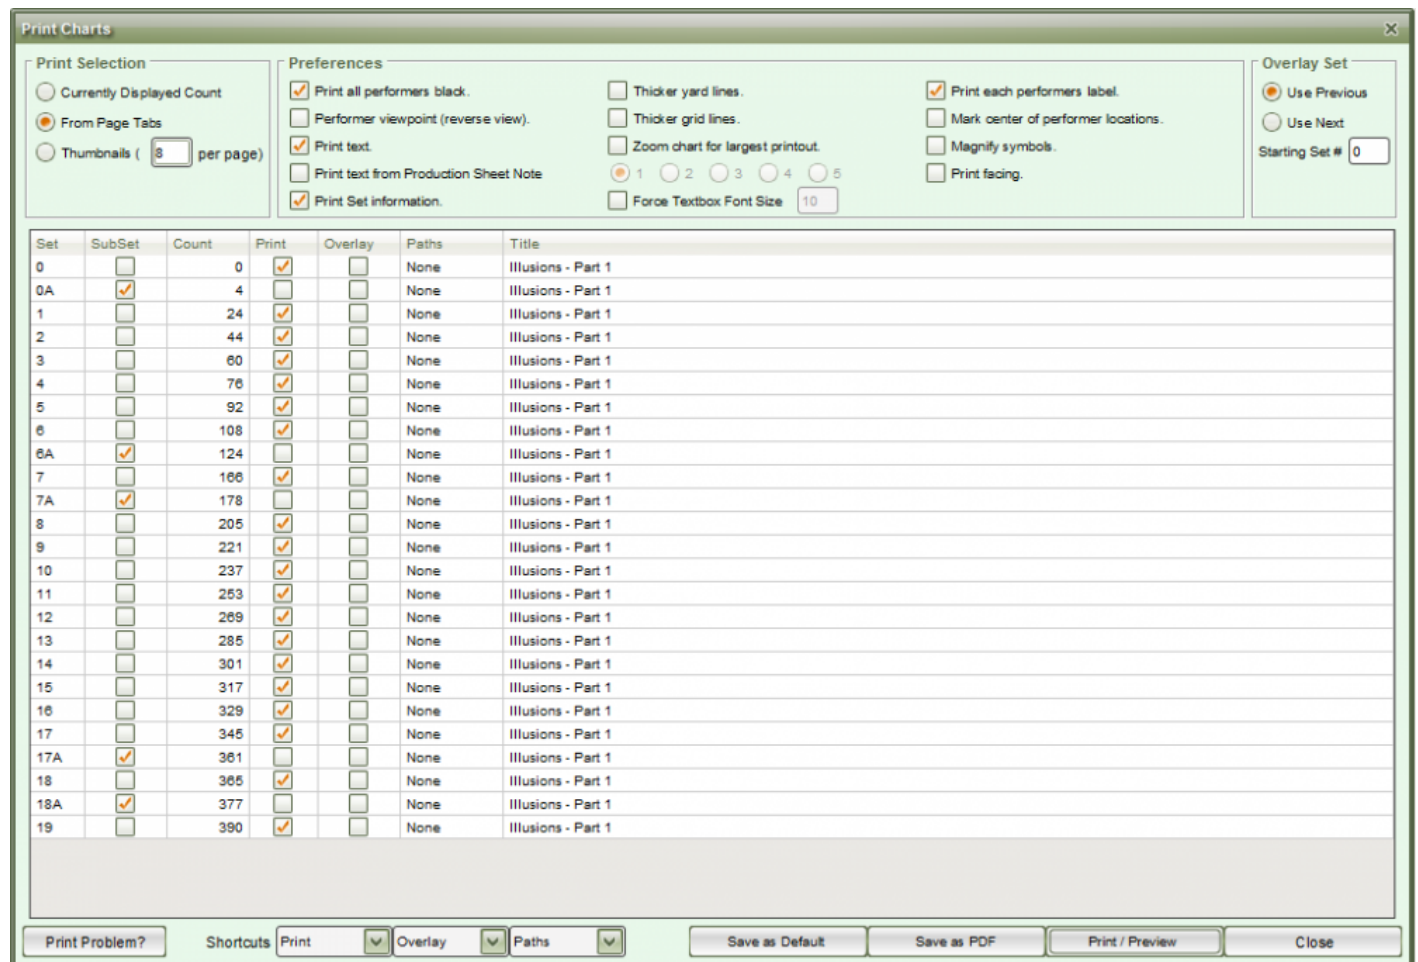 Print Charts
Print Selection
Currently Displayed Count
From Page Tabs
Thumbnails ( 8 per page)
Preferences
Print all performers black.
Performer viewpoint (reverse view).
Print text.
Print text from Production Sheet Note
Print Set information.
Thicker yard lines.
Thicker grid lines.
Zoom chart for largest printout.
1 2 3 4 5
Force Textbox Font Size 10
Print each performers label.
Mark center of performer locations.
Magnify symbols.
Print facing.
Overlay Set
Use Previous
Use Next
Starting Set # 0
Set SubSet Count Print Overlay Paths Title
0 0 None Illusions - Part 1
0A 4 None Illusions - Part 1
1 24 None Illusions - Part 1
2 44 None Illusions - Part 1
3 60 None Illusions - Part 1
4 76 None Illusions - Part 1
5 92 None Illusions - Part 1
6 108 None Illusions - Part 1
6A 124 None Illusions - Part 1
7 166 None Illusions - Part 1
7A 178 None Illusions - Part 1
8 205 None Illusions - Part 1
9 221 None Illusions - Part 1
10 237 None Illusions - Part 1
11 253 None Illusions - Part 1
12 269 None Illusions - Part 1
13 285 None Illusions - Part 1
14 301 None Illusions - Part 1
15 317 None Illusions - Part 1
16 329 None Illusions - Part 1
17 345 None Illusions - Part 1
17A 361 None Illusions - Part 1
18 365 None Illusions - Part 1
18A 377 None Illusions - Part 1
19 390 None Illusions - Part 1
Print Problem? Shortcuts Print Overlay Paths Save as Default Save as PDF Print / Preview Close